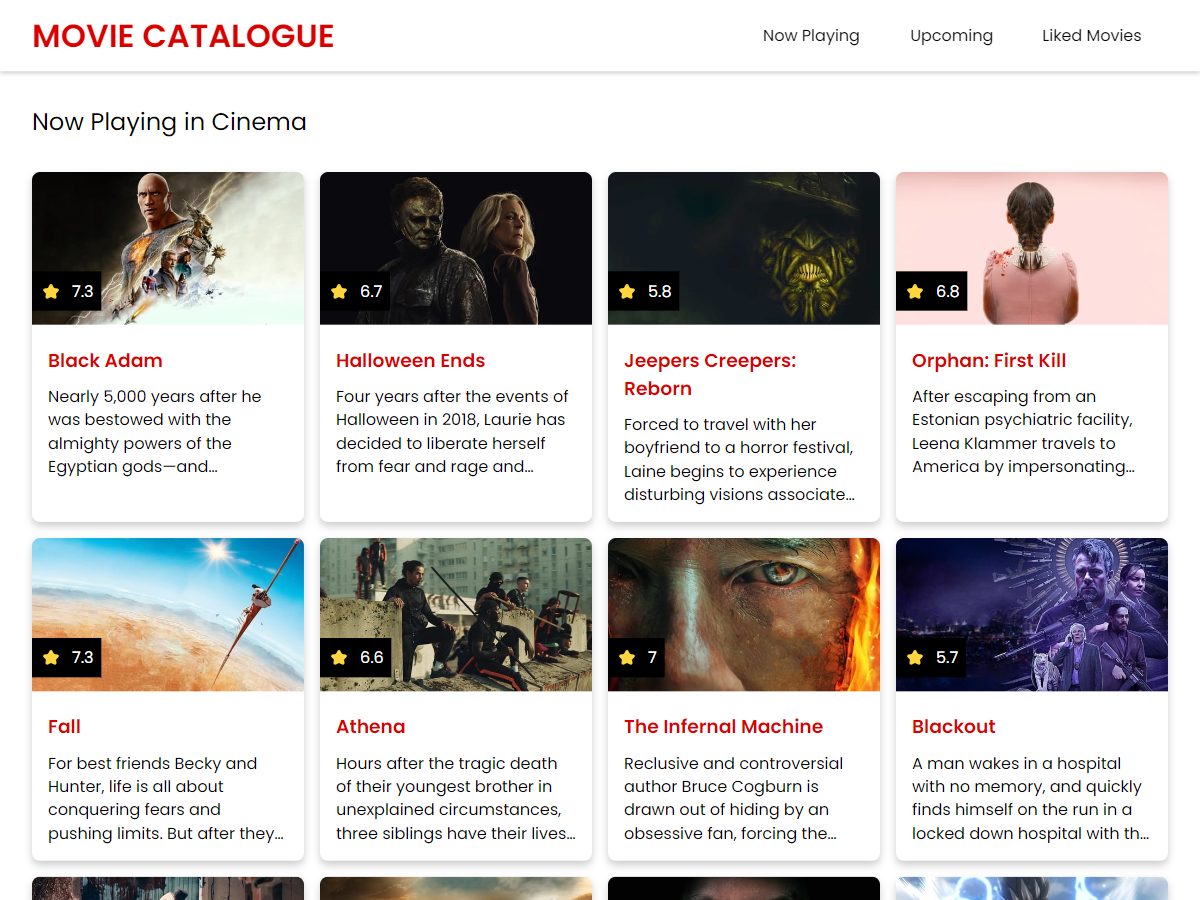 MOVIE CATALOGUE
Now Playing
Upcoming
Liked Movies
Now Playing in Cinema
7.3
6.7
5.8
6.8
Black Adam
Nearly 5,000 years after he
was bestowed with the
almighty powers of the
Egyptian gods—and...
Halloween Ends
Four years after the events of
Halloween in 2018, Laurie has
decided to liberate herself
from fear and rage and...
Jeepers Creepers:
Reborn
Forced to travel with her
boyfriend to a horror festival,
Laine begins to experience
disturbing visions associate...
Orphan: First Kill
After escaping from an
Estonian psychiatric facility,
Leena Klammer travels to
America by impersonating...
7.3
6.6
7
5.7
Fall
For best friends Becky and
Hunter, life is all about
conquering fears and
pushing limits. But after they...
Athena
Hours after the tragic death
of their youngest brother in
unexplained circumstances,
three siblings have their lives...
The Infernal Machine
Reclusive and controversial
author Bruce Cogburn is
drawn out of hiding by an
obsessive fan, forcing the...
Blackout
A man wakes in a hospital
with no memory, and quickly
finds himself on the run in a
locked down hospital with th...